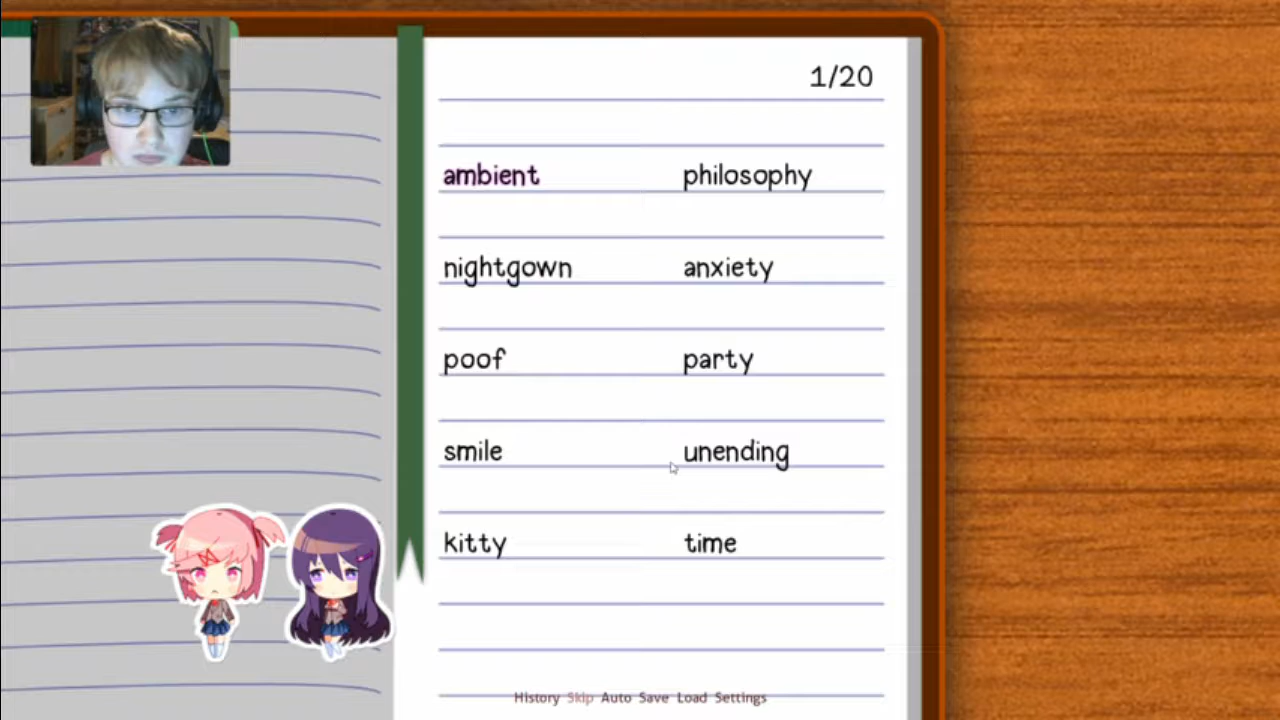 1/20
ambient philosophy
nightgown anxiety
poof party
smile unending
kitty time
History Skip Auto Save Load Settings